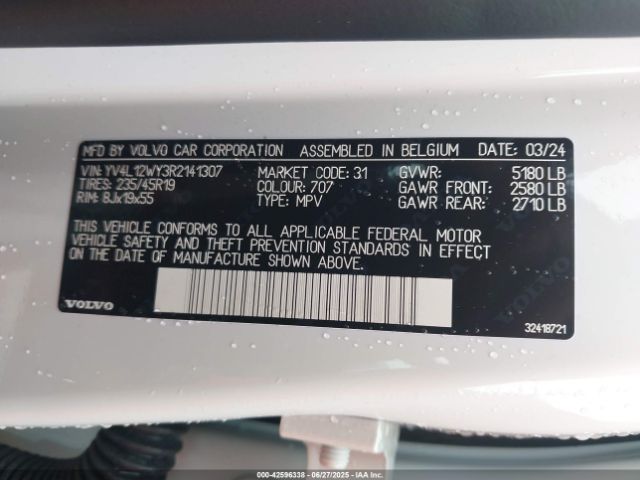 MFD BY VOLVO CAR CORPORATION ASSEMBLED IN BELGIUM DATE: 03/24
VIN: YV4L12WY3R2141307 MARKET CODE: 31 GVWR: 5180 LB
TIRES: 235/45R19 COLOUR: 707 GAWR FRONT: 2580 LB
RIM: 8Jx19x55 TYPE: MPV GAWR REAR: 2710 LB
THIS VEHICLE CONFORMS TO ALL APPLICABLE FEDERAL MOTOR
VEHICLE SAFETY AND THEFT PREVENTION STANDARDS IN EFFECT
ON THE DATE OF MANUFACTURE SHOWN ABOVE.
VOLVO
32418721
000-42596338 - 06/27/2025 - IAAI.COM